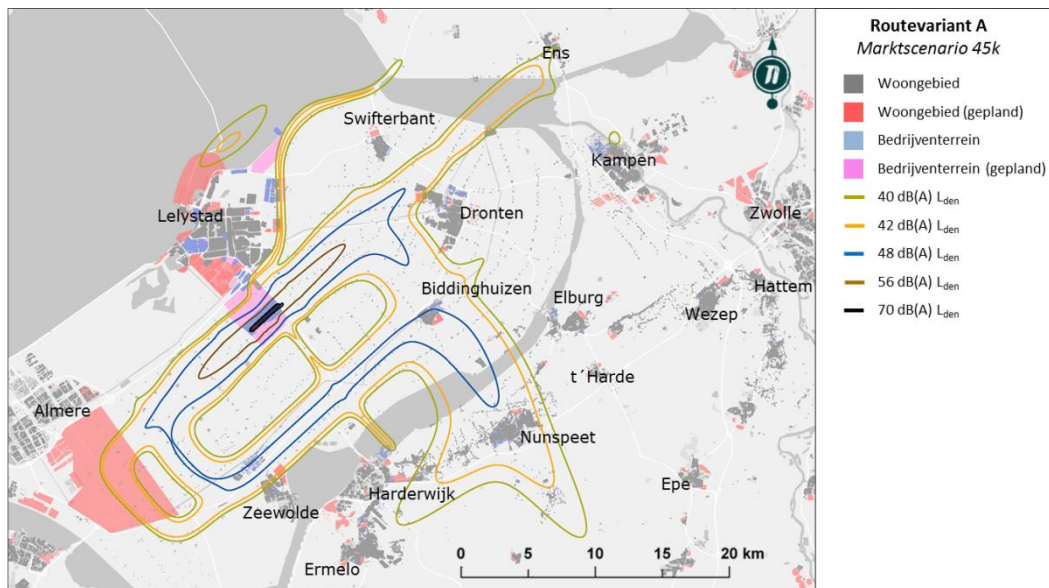 Routevariant A
Marktscenario 45k
Woongebied
Woongebied (gepland)
Bedrijventerrein
Bedrijventerrein (gepland)
40 dB(A) Lden
42 dB(A) Lden
48 dB(A) Lden
56 dB(A) Lden
70 dB(A) Lden
Ens
Swifterbant
Kampen
Lelystad
Dronten
Zwolle
Biddinghuizen
Elburg
Hattem
Wezep
t´Harde
Almere
Nunspeet
Harderwijk
Epe
Zeewolde
Ermelo
0 5 10 15 20 km